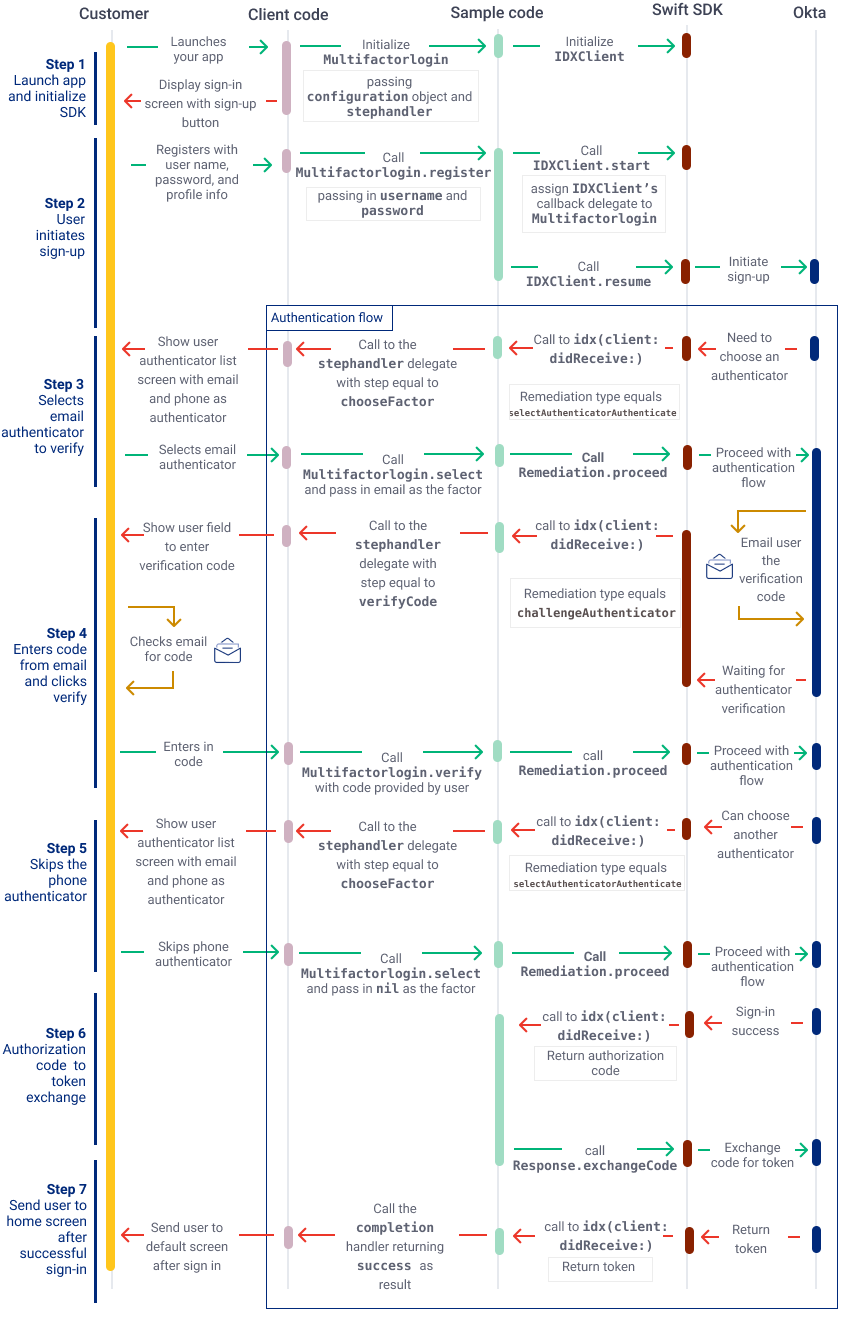 Customer
Client code
Sample code
Swift SDK
Okta
Step 1
Launch app
and initialize
SDK
Launches
your app
Initialize
Multifactorlogin
passing
configuration object and
stephandler
Initialize
IDXClient
Display sign-in
screen with sign-up
button
Step 2
User
initiates
sign-up
Registers with
user name,
password, and
profile info
Call
Multifactorlogin.register
passing in username and
password
Call
IDXClient.start
assign IDXClient’s
callback delegate to
Multifactorlogin
Call
IDXClient.resume
Initiate
sign-up
Authentication flow
Step 3
Selects
email
authenticator
to verify
Show user
authenticator list
screen with email
and phone as
authenticator
Call to the
stephandler delegate
with step equal to
chooseFactor
Call to idx(client:
didReceive:)
Remediation type equals
selectAuthenticatorAuthenticate
Need to
choose an
authenticator
Selects email
authenticator
Call
Multifactorlogin.select
and pass in email as the factor
Call
Remediation.proceed
Proceed with
authentication
flow
Step 4
Enters code
from email
and clicks
verify
Show user field
to enter
verification code
Call to the
stephandler
delegate with
step equal to
verifyCode
call to idx(client:
didReceive:)
Remediation type equals
challengeAuthenticator
Email user
the
verification
code
Checks email
for code
Waiting for
authenticator
verification
Enters in
code
Call
Multifactorlogin.verify
with code provided by user
call
Remediation.proceed
Proceed with
authentication
flow
Step 5
Skips the
phone
authenticator
Show user
authenticator list
screen with email
and phone as
authenticator
Call to the
stephandler delegate
with step equal to
chooseFactor
call to idx(client:
didReceive:)
Remediation type equals
selectAuthenticatorAuthenticate
Can choose
another
authenticator
Skips phone
authenticator
Call
Multifactorlogin.select
and pass in nil as the factor
Call
Remediation.proceed
Proceed with
authentication
flow
Step 6
Authorization
code to
token
exchange
call to idx(client:
didReceive:)
Return authorization
code
Sign-in
success
call
Response.exchangeCode
Exchange
code for token
Step 7
Send user to
home screen
after
successful
sign-in
Send user to
default screen
after sign in
Call the
completion
handler returning
success as
result
call to idx(client:
didReceive:)
Return token
Return
token